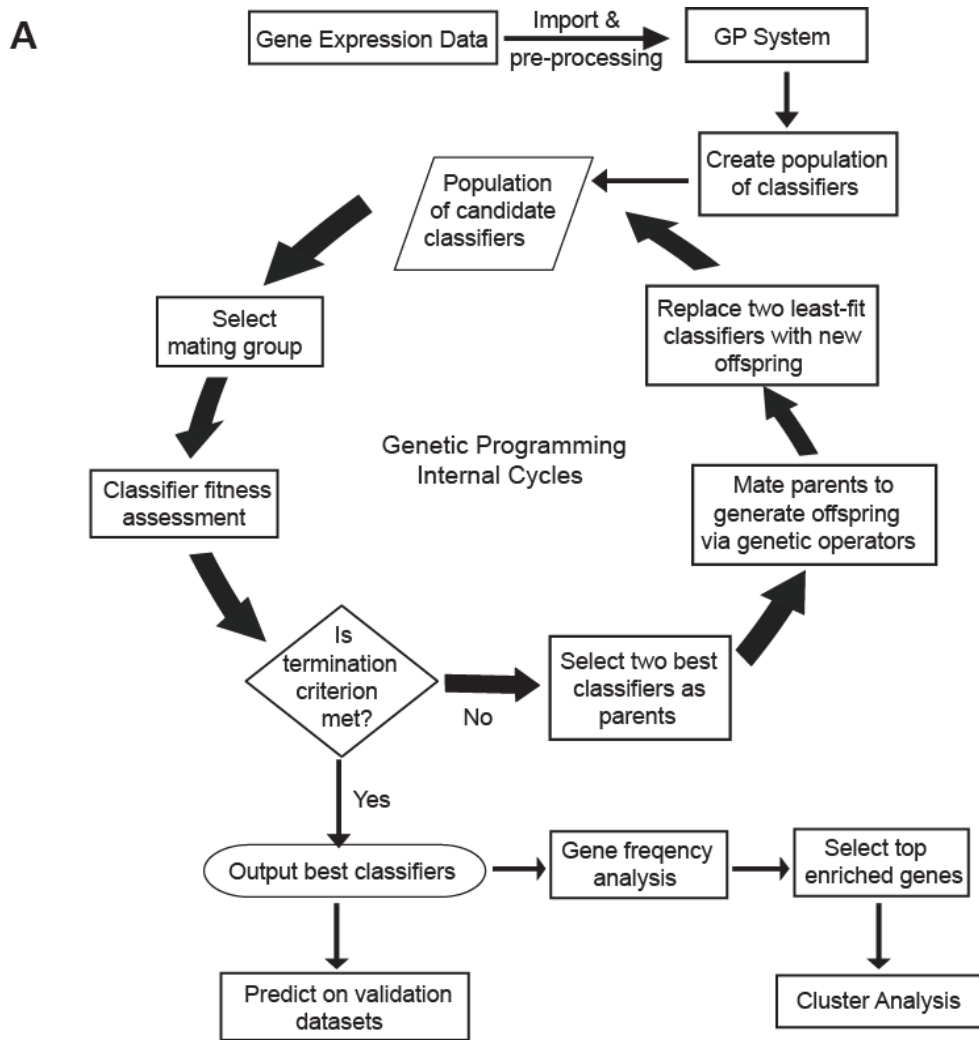 A
Gene Expression Data
Import &
pre-processing
GP System
Create population
of classifiers
Population
of candidate
classifiers
Select
mating group
Replace two least-fit
classifiers with new
offspring
Genetic Programming
Internal Cycles
Classifier fitness
assessment
Mate parents to
generate offspring
via genetic operators
Is
termination
criterion
met?
No
Select two best
classifiers as
parents
Yes
Output best classifiers
Gene freqency
analysis
Select top
enriched genes
Predict on validation
datasets
Cluster Analysis